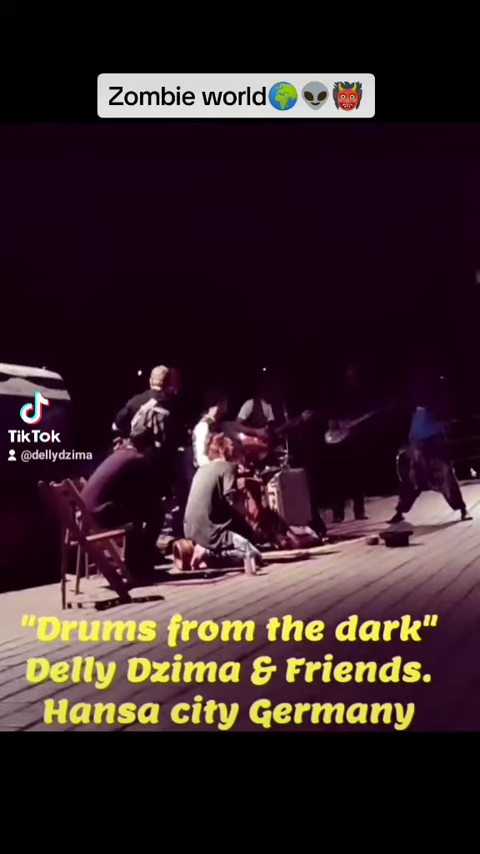 Zombie world🌍👽👹
TikTok
@dellydzima
"Drums from the dark"
Delly Dzima & Friends.
Hansa city Germany